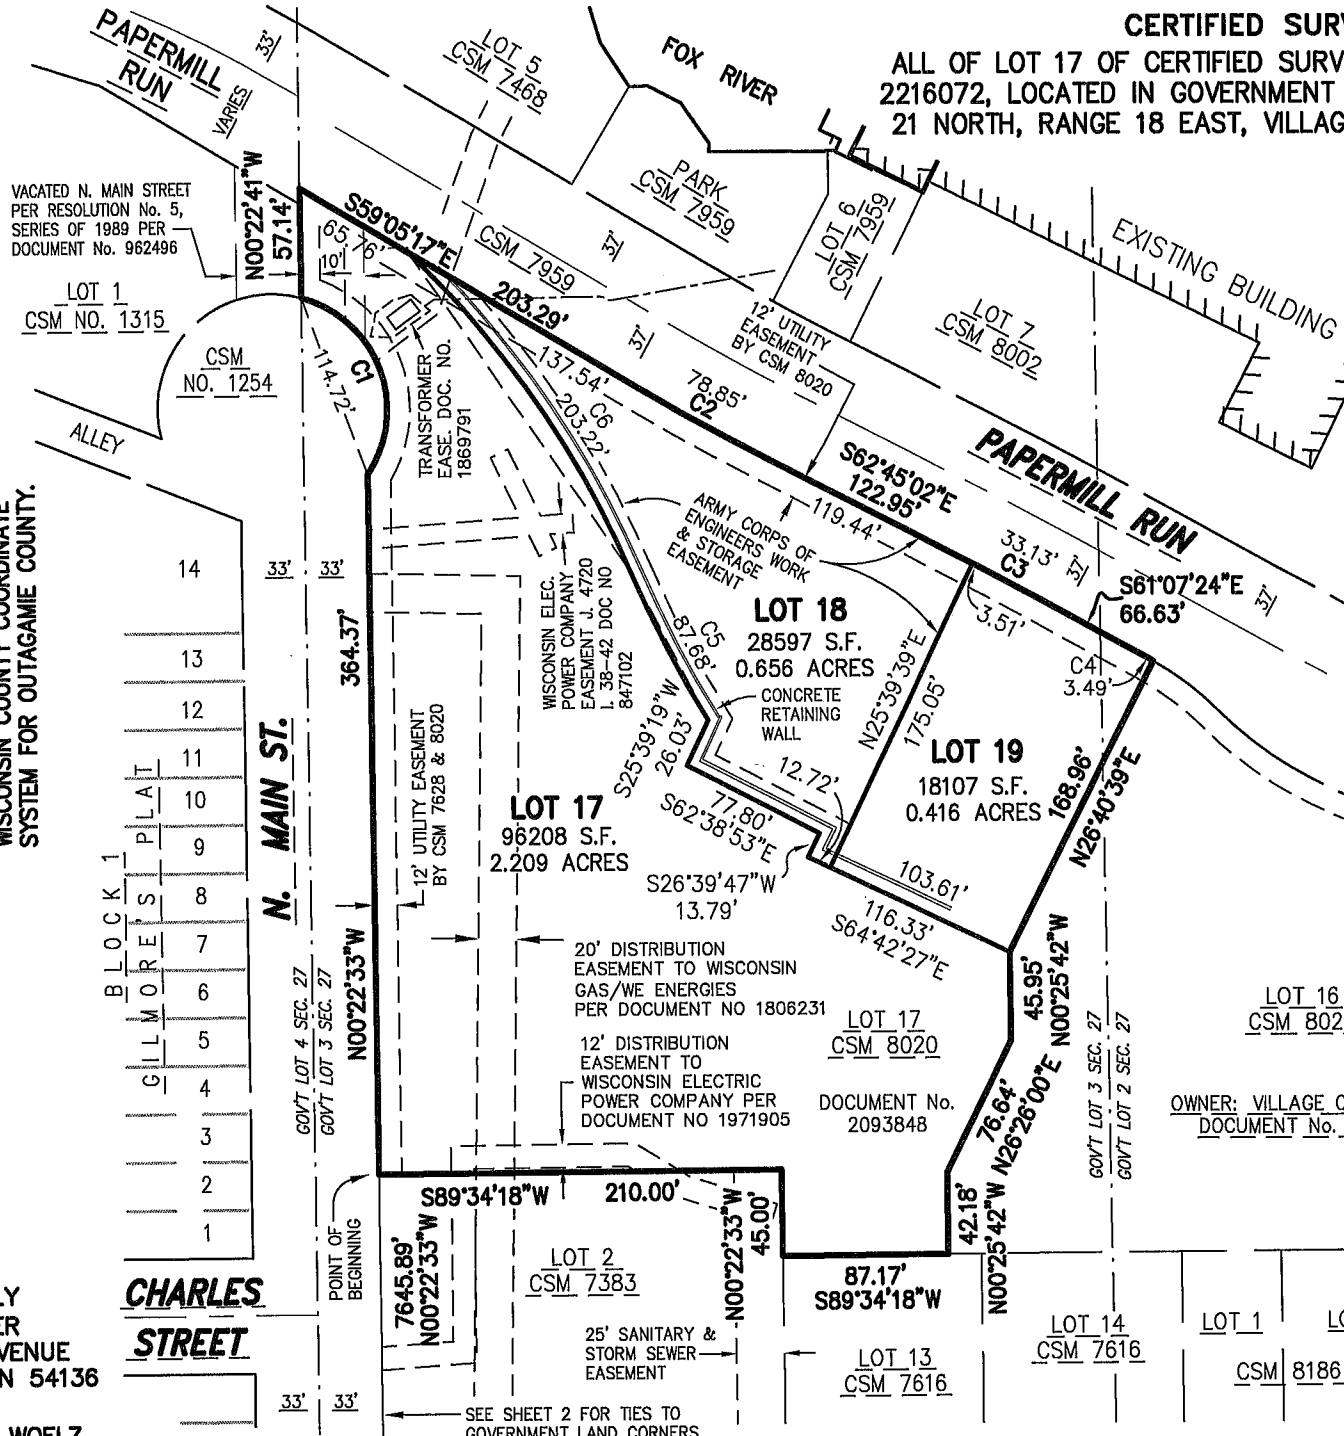 CERTIFIED SURV
ALL OF LOT 17 OF CERTIFIED SURV
2216072, LOCATED IN GOVERNMENT
21 NORTH, RANGE 18 EAST, VILLAG
PAPERMILL
RUN
33'
VARIES
LOT 5
CSM 7468
FOX RIVER
PARK
CSM 7959
LOT 6
CSM 7959
EXISTING BUILDING
LOT 7
CSM 8002
VACATED N. MAIN STREET
PER RESOLUTION No. 5,
SERIES OF 1989 PER
DOCUMENT No. 962496
N00°22'41"W
57.14'
S59°05'17"E
65.76'
10'
CSM 7959
37'
203.29'
37'
12' UTILITY
EASEMENT
BY CSM 8020
LOT 1
CSM NO. 1315
CSM
NO. 1254
C1
114.72'
137.54'
C6
203.22'
78.85'
C2
TRANSFORMER
EASE. DOC. NO.
1869791
ALLEY
S62°45'02"E
122.95'
119.44'
PAPERMILL RUN
33.13'
C3
37'
S61°07'24"E
66.63'
37'
3.51'
C4
3.49'
ARMY CORPS OF
ENGINEERS WORK
& STORAGE
EASEMENT
WISCONSIN COUNTY COORDINATE
SYSTEM FOR OUTAGAMIE COUNTY.
14
33'
33'
13
12
11
10
9
8
7
6
5
4
3
2
1
BLOCK 1
GILMORE'S PLAT
N. MAIN ST.
364.37'
N00°22'33"W
WISCONSIN ELEC.
POWER COMPANY
EASEMENT J. 4720
I. 38-42 DOC NO
847102
LOT 18
28597 S.F.
0.656 ACRES
C5
87.68'
CONCRETE
RETAINING
WALL
N25°39'39"E
175.05'
S25°39'19"W
26.03'
12.72'
77.80'
S62°38'53"E
LOT 19
18107 S.F.
0.416 ACRES
168.96'
N26°40'39"E
12' UTILITY EASEMENT
BY CSM 7628 & 8020
LOT 17
96208 S.F.
2.209 ACRES
S26°39'47"W
13.79'
103.61'
116.33'
S64°42'27"E
20' DISTRIBUTION
EASEMENT TO WISCONSIN
GAS/WE ENERGIES
PER DOCUMENT NO 1806231
12' DISTRIBUTION
EASEMENT TO
WISCONSIN ELECTRIC
POWER COMPANY PER
DOCUMENT NO 1971905
LOT 17
CSM 8020
DOCUMENT No.
2093848
45.95'
N00°25'42"W
76.64'
N26°26'00"E
42.18'
N00°25'42"W
GOV'T LOT 4 SEC. 27
GOV'T LOT 3 SEC. 27
GOV'T LOT 3 SEC. 27
GOV'T LOT 2 SEC. 27
LOT 16
CSM 802
OWNER: VILLAGE O
DOCUMENT No.
S89°34'18"W
210.00'
N00°22'33"W
45.00'
87.17'
S89°34'18"W
POINT OF
BEGINNING
7645.89'
N00°22'33"W
LOT 2
CSM 7383
25' SANITARY &
STORM SEWER
EASEMENT
LOT 13
CSM 7616
LOT 14
CSM 7616
LOT 1
LO
CSM 8186
CHARLES
STREET
LY
ER
VENUE
N 54136
33'
33'
SEE SHEET 2 FOR TIES TO
GOVERNMENT LAND CORNERS